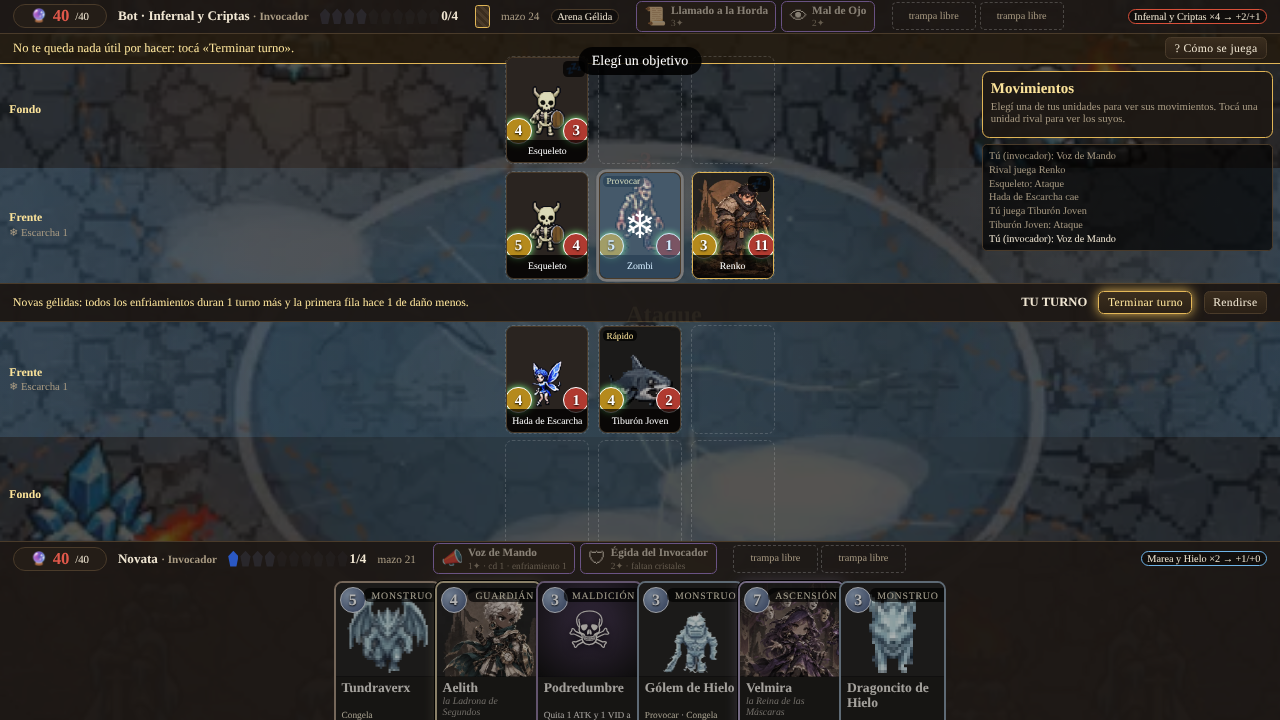 40 /40 Bot · Infernal y Criptas · Invocador 0/4 mazo 24 Arena Gélida
Llamado a la Horda
3✦
Mal de Ojo
2✦
trampa libre
trampa libre
Infernal y Criptas ×4 → +2/+1
No te queda nada útil por hacer: tocá «Terminar turno».
? Cómo se juega
Elegí un objetivo
Fondo
4 3
Esqueleto
Movimientos
Elegí una de tus unidades para ver sus movimientos. Tocá una
unidad rival para ver los suyos.
Tú (invocador): Voz de Mando
Rival juega Renko
Esqueleto: Ataque
Hada de Escarcha cae
Tú juega Tiburón Joven
Tiburón Joven: Ataque
Tú (invocador): Voz de Mando
Frente
❄ Escarcha 1
5 4
Esqueleto
Provocar
5 1
Zombi
3 11
Renko
Novas gélidas: todos los enfriamientos duran 1 turno más y la primera fila hace 1 de daño menos.
Ataque
TU TURNO
Terminar turno
Rendirse
Frente
❄ Escarcha 1
4 1
Hada de Escarcha
Rápido
4 2
Tiburón Joven
Fondo
40 /40 Novata · Invocador 1/4 mazo 21
Voz de Mando
1✦ · cd 1 · enfriamiento 1
Égida del Invocador
2✦ · faltan cristales
trampa libre
trampa libre
Marea y Hielo ×2 → +1/+0
5 MONSTRUO
Tundraverx
Congela
4 GUARDIÁN
Aelith
la Ladrona de
Segundos
3 MALDICIÓN
Podredumbre
Quita 1 ATK y 1 VID a
3 MONSTRUO
Gólem de Hielo
Provocar · Congela
7 ASCENSIÓN
Velmira
la Reina de las
Máscaras
3 MONSTRUO
Dragoncito de
Hielo